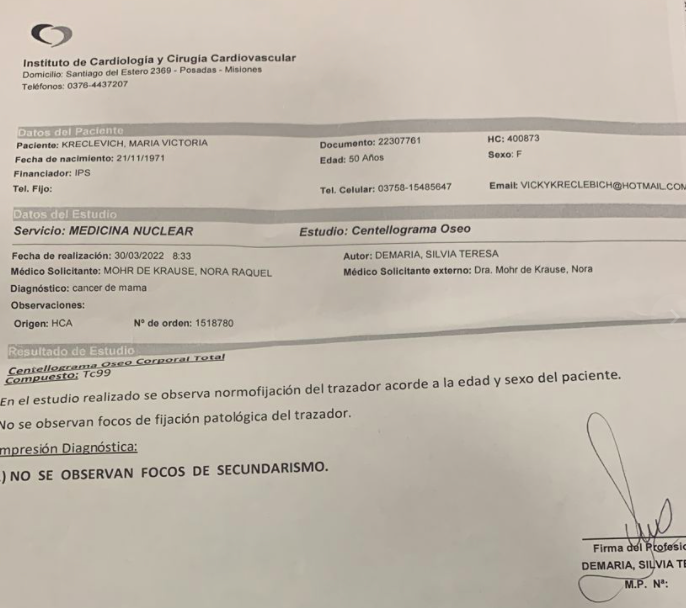 Instituto de Cardiología y Cirugía Cardiovascular
Domicilio: Santiago del Estero 2369 - Posadas - Misiones
Teléfonos: 0376-4437207
Datos del Paciente
Paciente: KRECLEVICH, MARIA VICTORIA Documento: 22307761 HC: 400873
Fecha de nacimiento: 21/11/1971 Edad: 50 Años Sexo: F
Financiador: IPS
Tel. Fijo: Tel. Celular: 03758-15485647 Email: VICKYKRECLEBICH@HOTMAIL.COM
Datos del Estudio
Servicio: MEDICINA NUCLEAR Estudio: Centellograma Oseo
Fecha de realización: 30/03/2022 8:33 Autor: DEMARIA, SILVIA TERESA
Médico Solicitante: MOHR DE KRAUSE, NORA RAQUEL Médico Solicitante externo: Dra. Mohr de Krause, Nora
Diagnóstico: cancer de mama
Observaciones:
Origen: HCA Nº de orden: 1518780
Resultado de Estudio
Centellograma Oseo Corporal Total
Compuesto: Tc99
En el estudio realizado se observa normofijación del trazador acorde a la edad y sexo del paciente.
No se observan focos de fijación patológica del trazador.
mpresión Diagnóstica:
) NO SE OBSERVAN FOCOS DE SECUNDARISMO.
Firma del Profesio
DEMARIA, SILVIA TE
M.P. Nª: